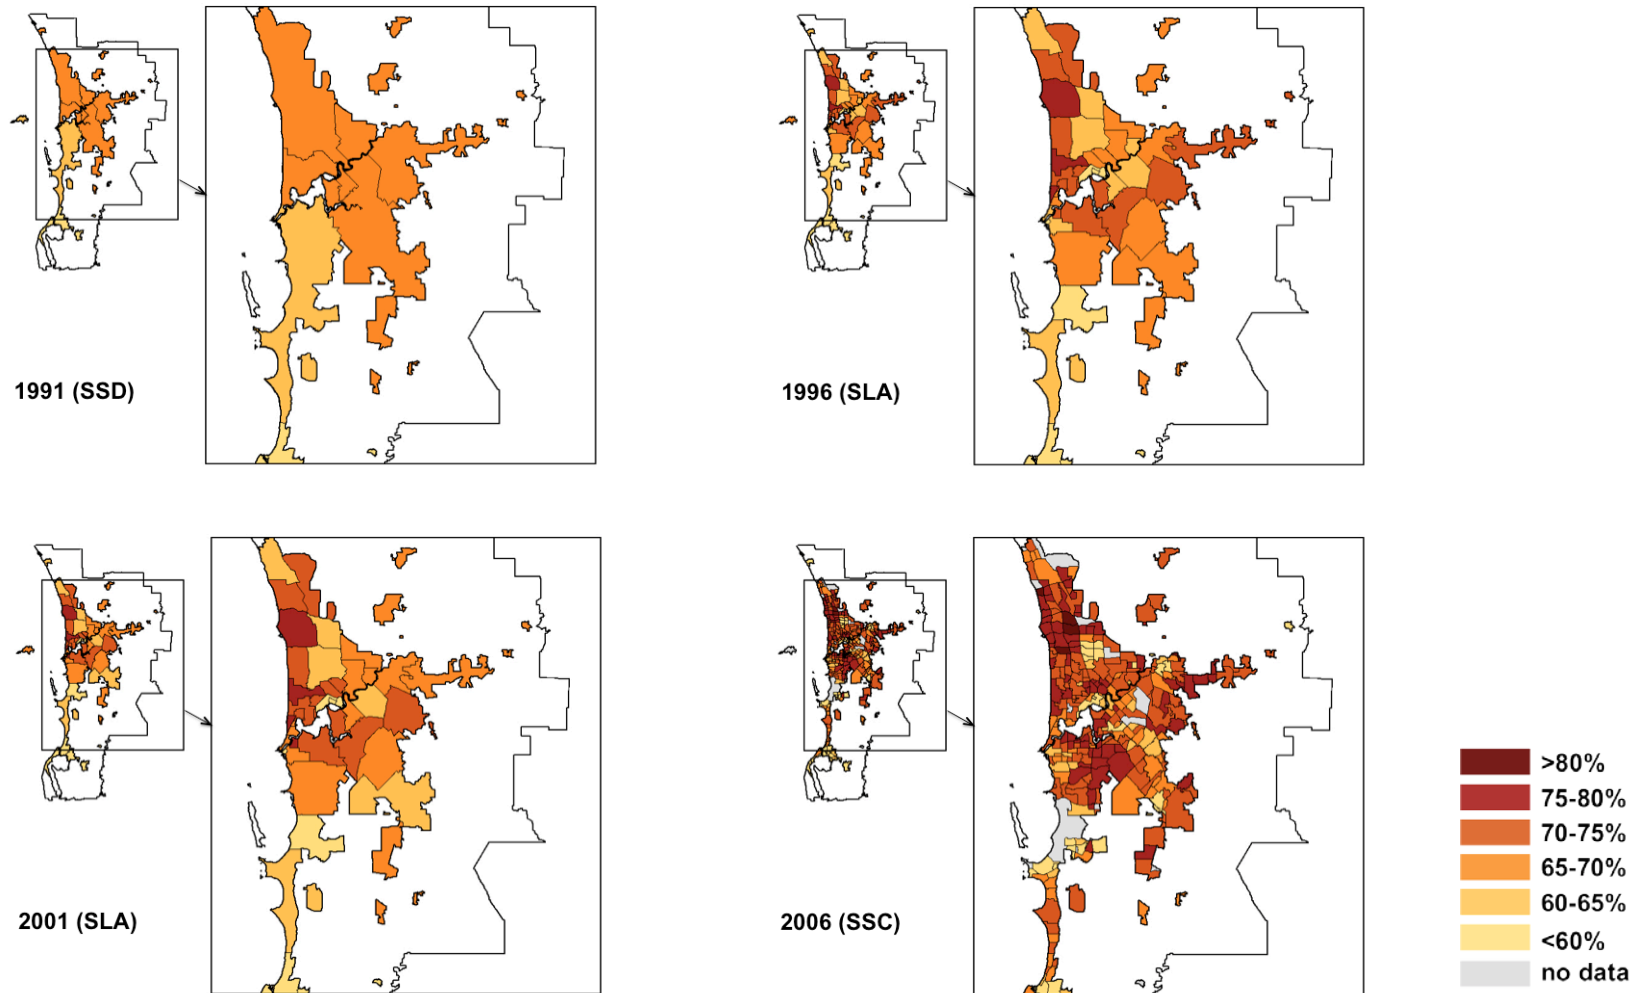 1991 (SSD)
1996 (SLA)
2001 (SLA)
2006 (SSC)
>80%
75-80%
70-75%
65-70%
60-65%
<60%
no data